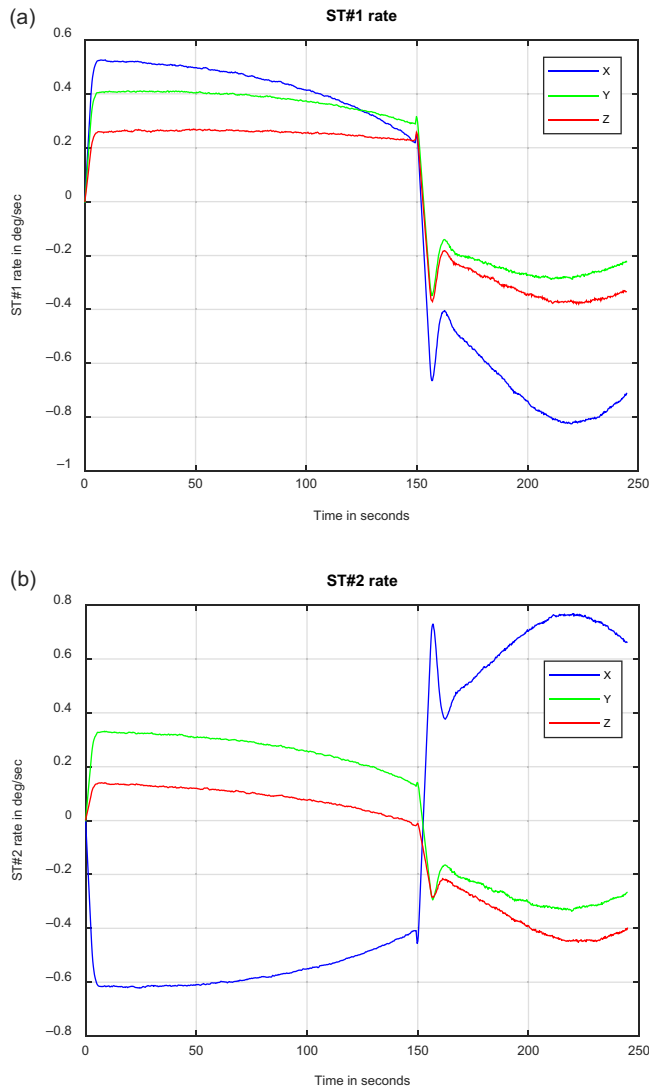 (a)
ST#1 rate
0.6
0.4
0.2
0
–0.2
–0.4
–0.6
–0.8
–1
ST#1 rate in deg/sec
X
Y
Z
0
50
100
150
200
250
Time in seconds
(b)
ST#2 rate
0.8
0.6
0.4
0.2
0
–0.2
–0.4
–0.6
–0.8
ST#2 rate in deg/sec
X
Y
Z
0
50
100
150
200
250
Time in seconds